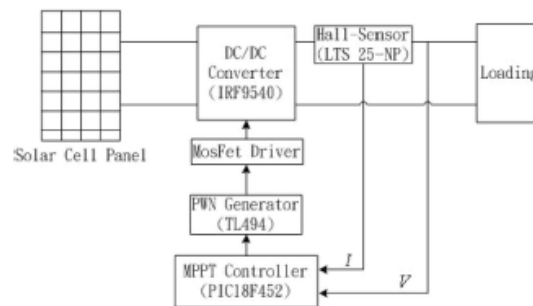 DC/DC
Converter
(IRF9540)
Hall-Sensor
(LTS 25-NP)
Loading
Solar Cell Panel
MosFet Driver
PWN Generator
(TL494)
MPPT Controller
(PIC18F452)
I
V